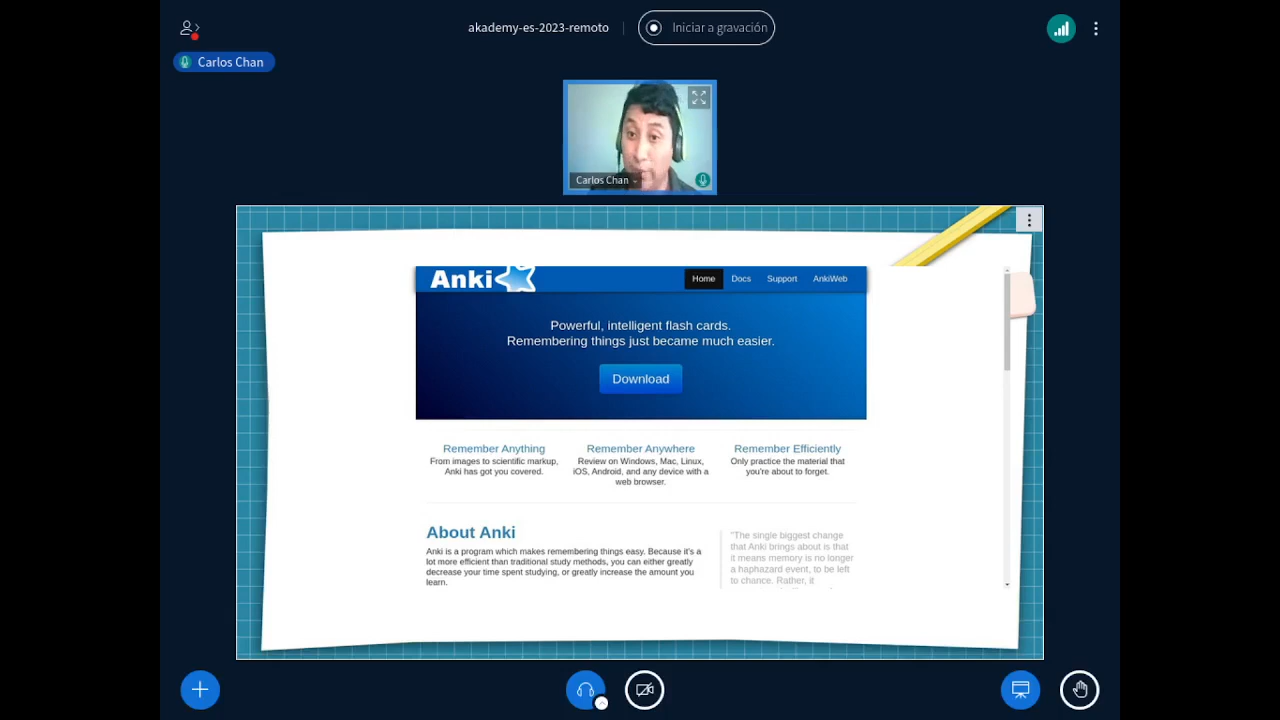 akademy-es-2023-remoto
Iniciar a gravación
Carlos Chan
Carlos Chan
Anki
Home Docs Support AnkiWeb
Powerful, intelligent flash cards.
Remembering things just became much easier.
Download
Remember Anything
From images to scientific markup,
Anki has got you covered.
Remember Anywhere
Review on Windows, Mac, Linux,
iOS, Android, and any device with a
web browser.
Remember Efficiently
Only practice the material that
you're about to forget.
About Anki
Anki is a program which makes remembering things easy. Because it's a
lot more efficient than traditional study methods, you can either greatly
decrease your time spent studying, or greatly increase the amount you
learn.
"The single biggest change
that Anki brings about is that
it means memory is no longer
a haphazard event, to be left
to chance. Rather, it